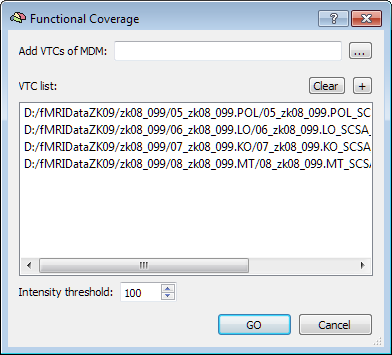 Functional Coverage
Add VTCs of MDM:
...
VTC list:
Clear
+
D:/fMRIDataZK09/zk08_099/05_zk08_099.POL/05_zk08_099.POL_SC
D:/fMRIDataZK09/zk08_099/06_zk08_099.LO/06_zk08_099.LO_SCSA_
D:/fMRIDataZK09/zk08_099/07_zk08_099.KO/07_zk08_099.KO_SCSA
D:/fMRIDataZK09/zk08_099/08_zk08_099.MT/08_zk08_099.MT_SCSA
Intensity threshold: 100
GO
Cancel